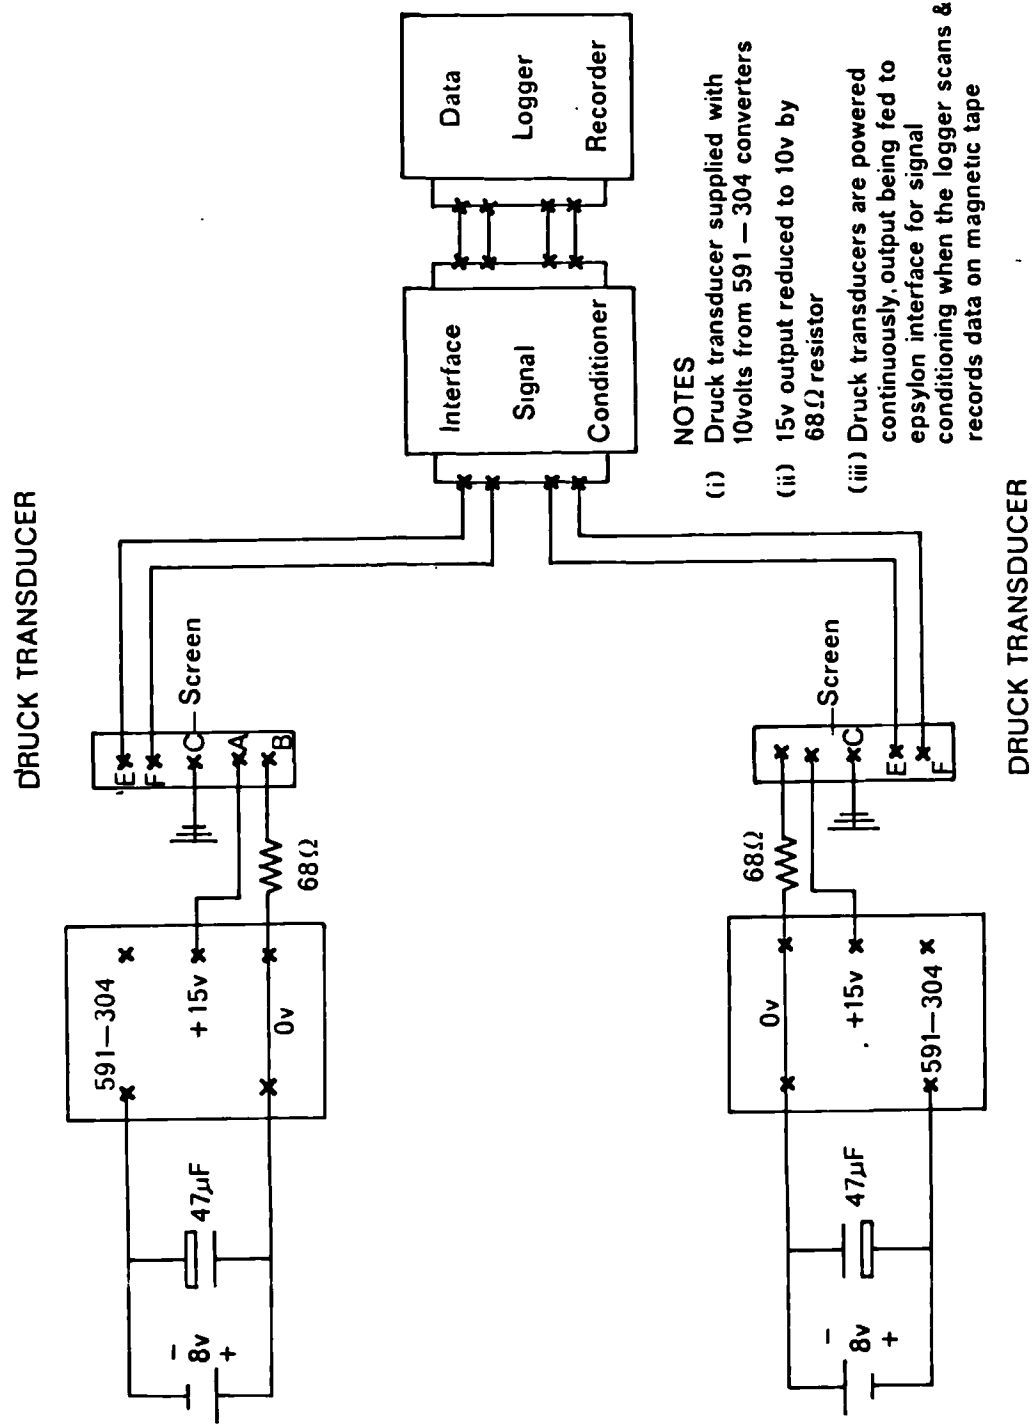 DRUCK TRANSDUCER
591–304
+15v
0v
47µF
8v
−
+
68Ω
E
F
C
A
B
Screen
Interface
Signal
Conditioner
Data
Logger
Recorder
NOTES
(i) Druck transducer supplied with
10volts from 591 – 304 converters
(ii) 15v output reduced to 10v by
68Ω resistor
(iii) Druck transducers are powered
continuously, output being fed to
epsylon interface for signal
conditioning when the logger scans &
records data on magnetic tape
0v
+15v
591–304
47µF
−
8v
+
68Ω
Screen
C
E
F
DRUCK TRANSDUCER